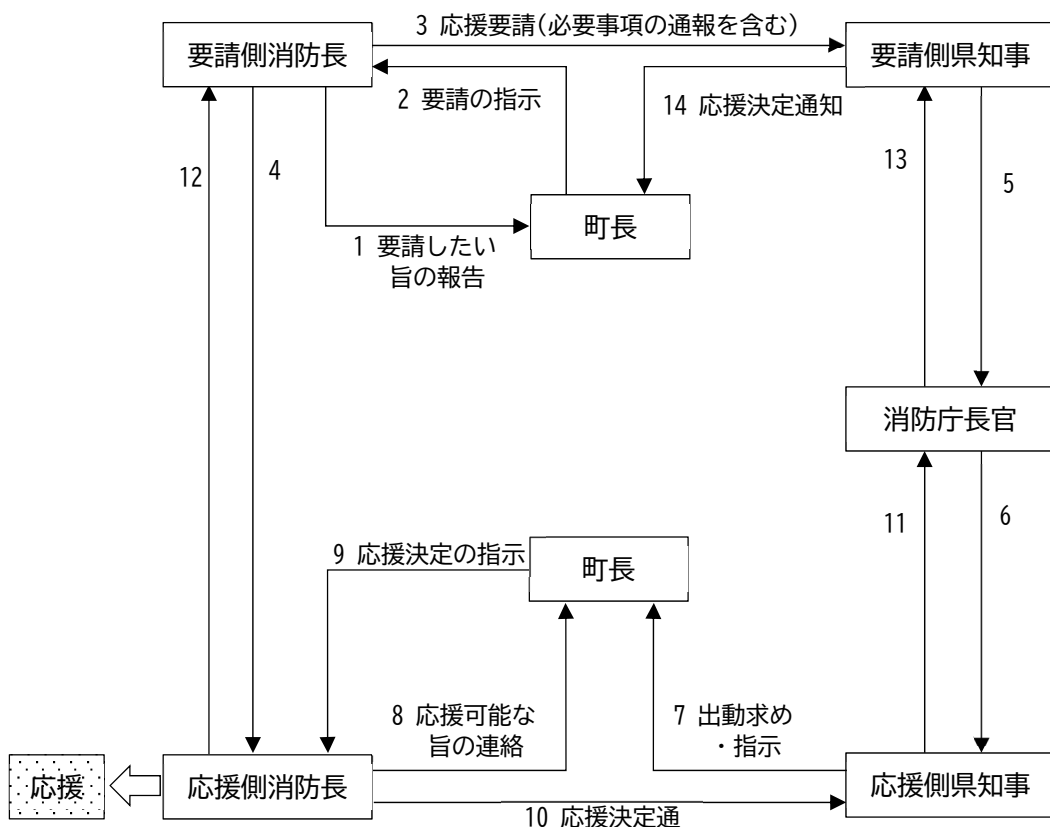 3 応援要請(必要事項の通報を含む)
要請側消防長
要請側県知事
2 要請の指示
14 応援決定通知
12
4
13
5
町長
1 要請したい
旨の報告
消防庁長官
11
6
9 応援決定の指示
町長
8 応援可能な
旨の連絡
7 出動求め
・指示
応援
応援側消防長
応援側県知事
10 応援決定通